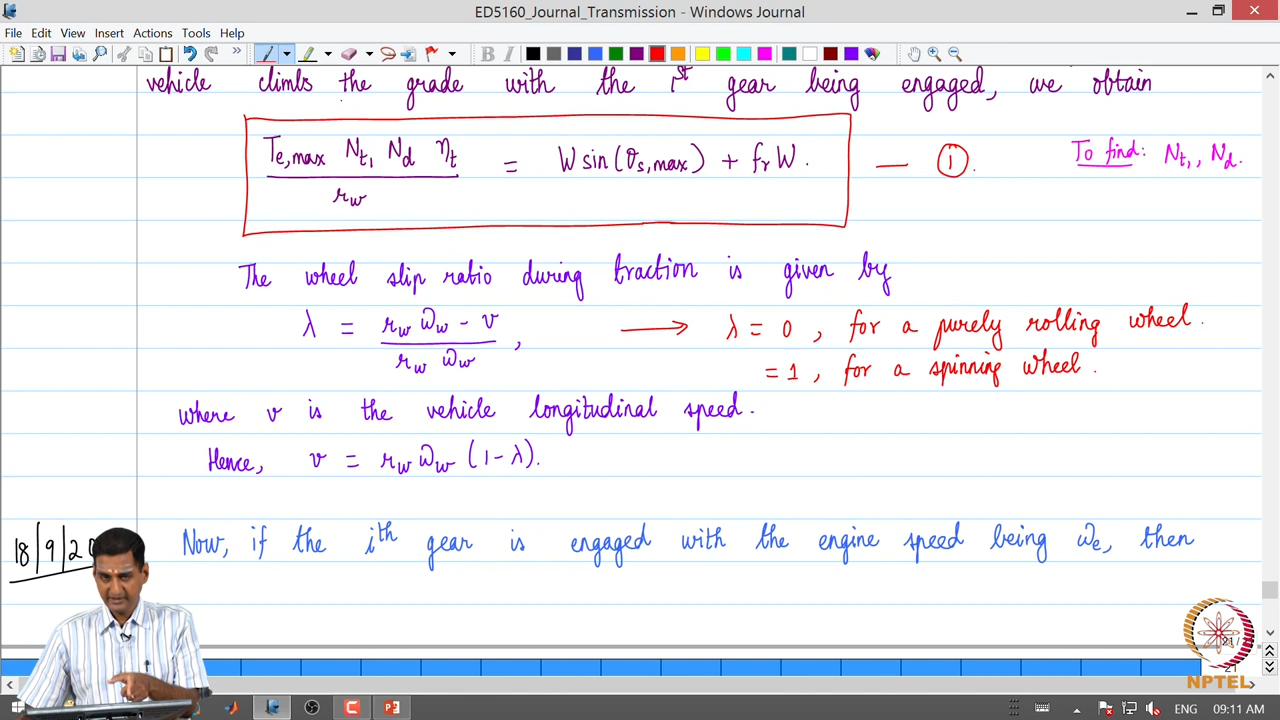 ED5160_Journal_Transmission - Windows Journal
File Edit View Insert Actions Tools Help
vehicle climbs the grade with the 1st gear being engaged, we obtain
Te,max Nt1 Nd ηt / rw = W sin(θs,max) + fr W. — ①.
To find: Nt1, Nd.
The wheel slip ratio during traction is given by
λ = (rw ωw - v) / (rw ωw), → λ = 0, for a purely rolling wheel.
= 1, for a spinning wheel.
where v is the vehicle longitudinal speed.
Hence, v = rw ωw (1-λ).
18|9|20
Now, if the ith gear is engaged with the engine speed being ωe, then
NPTEL
ENG 09:11 AM